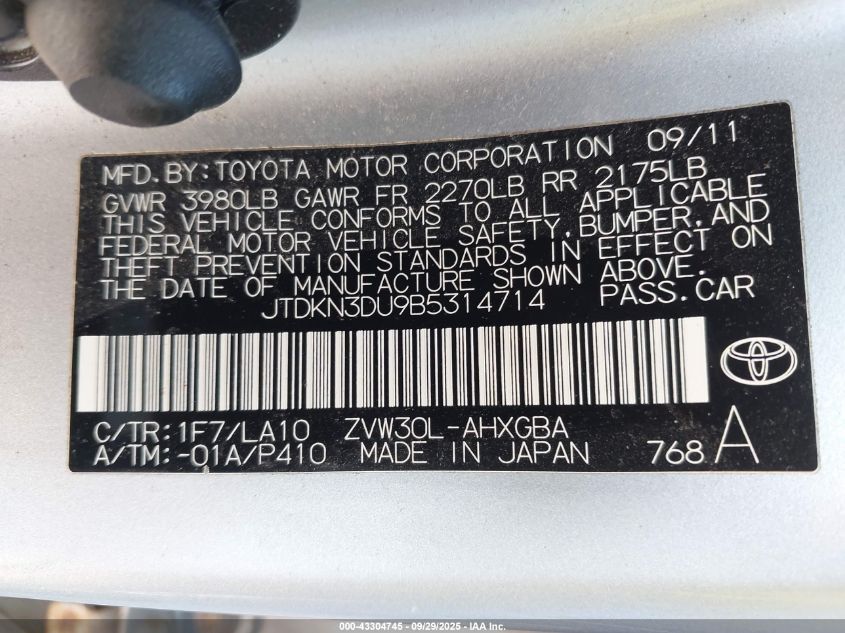 MFD. BY: TOYOTA MOTOR CORPORATION 09/11
GVWR 3980LB GAWR FR 2270LB RR 2175LB
THIS VEHICLE CONFORMS TO ALL APPLICABLE
FEDERAL MOTOR VEHICLE SAFETY, BUMPER, AND
THEFT PREVENTION STANDARDS IN EFFECT ON
THE DATE OF MANUFACTURE SHOWN ABOVE.
JTDKN3DU9B5314714 PASS.CAR
C/TR: 1F7/LA10 ZVW30L-AHXGBA
A/TM: -01A/P410 MADE IN JAPAN 768 A
000-43304745 - 09/29/2025 - IAA Inc.